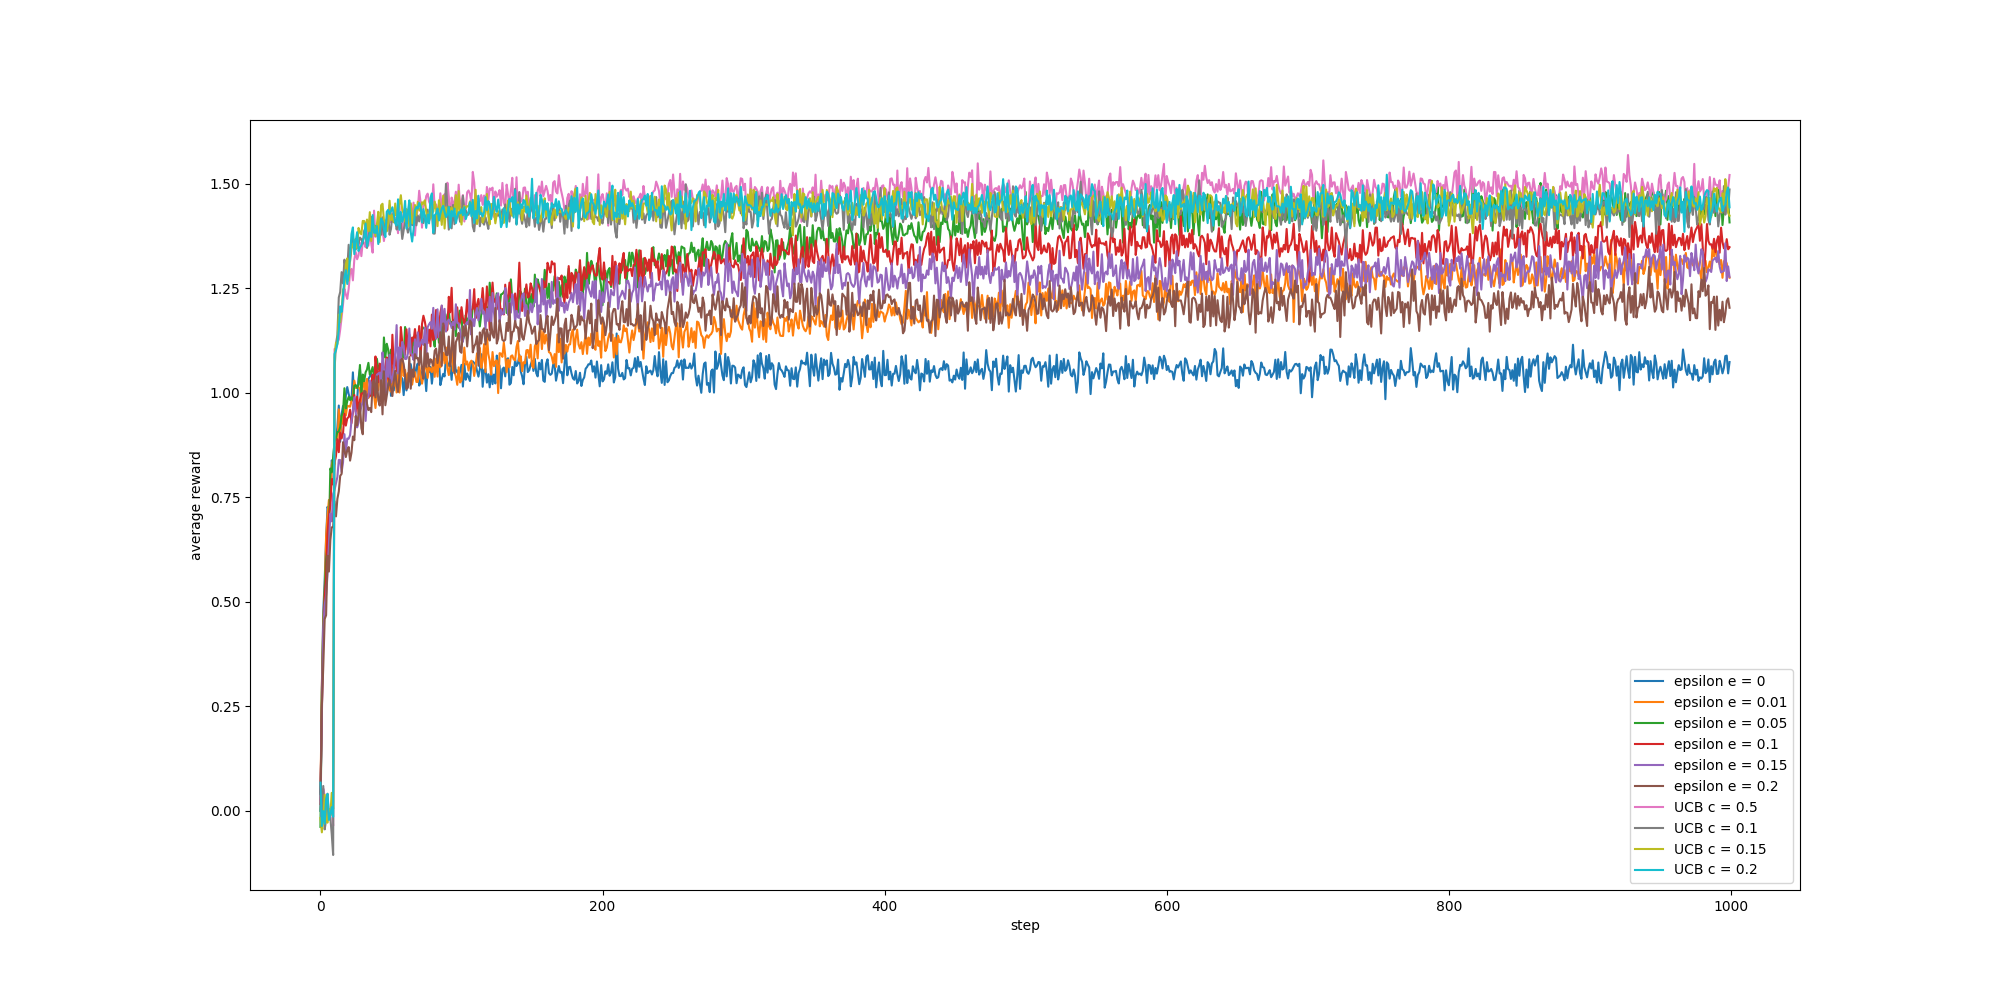 1.50
1.25
1.00
0.75
0.50
0.25
0.00
average reward
0
200
400
600
800
1000
step
epsilon e = 0
epsilon e = 0.01
epsilon e = 0.05
epsilon e = 0.1
epsilon e = 0.15
epsilon e = 0.2
UCB c = 0.5
UCB c = 0.1
UCB c = 0.15
UCB c = 0.2